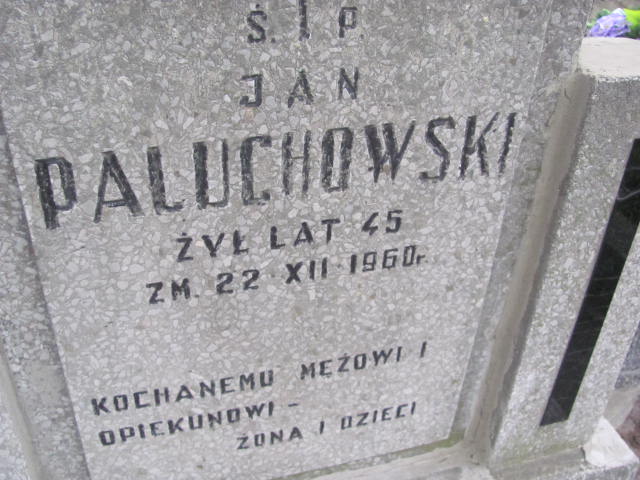 Ś. † P
JAN
PALUCHOWSKI
ŻYŁ LAT 45
ZM. 22 XII 1960r
KOCHANEMU MĘŻOWI I
OPIEKUNOWI -
ŻONA I DZIECI